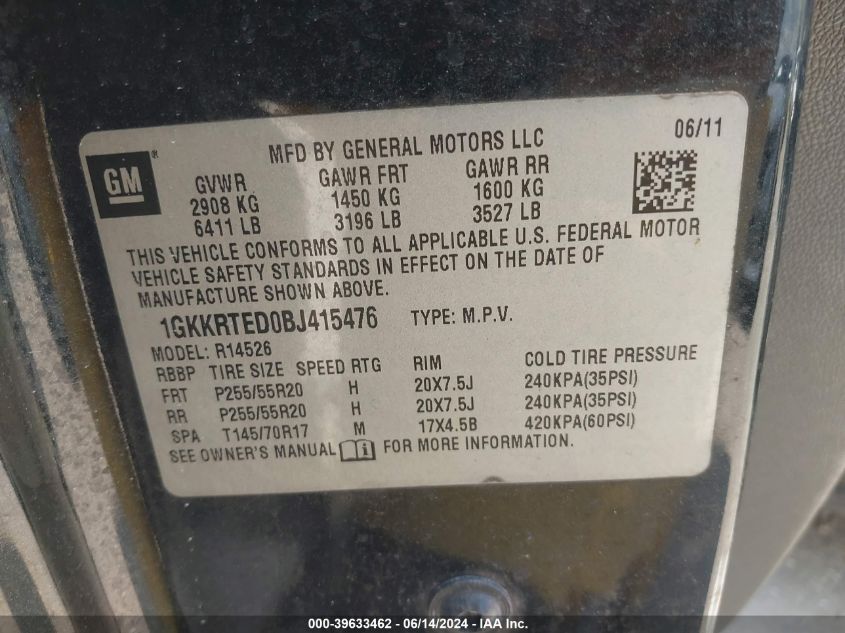 MFD BY GENERAL MOTORS LLC 06/11
GM®
GVWR GAWR FRT GAWR RR
2908 KG 1450 KG 1600 KG
6411 LB 3196 LB 3527 LB
THIS VEHICLE CONFORMS TO ALL APPLICABLE U.S. FEDERAL MOTOR
VEHICLE SAFETY STANDARDS IN EFFECT ON THE DATE OF
MANUFACTURE SHOWN ABOVE.
1GKKRTED0BJ415476 TYPE: M.P.V.
MODEL: R14526
RBBP TIRE SIZE SPEED RTG RIM COLD TIRE PRESSURE
FRT P255/55R20 H 20X7.5J 240KPA(35PSI)
RR P255/55R20 H 20X7.5J 240KPA(35PSI)
SPA T145/70R17 M 17X4.5B 420KPA(60PSI)
SEE OWNER'S MANUAL i FOR MORE INFORMATION.
000-39633462 - 06/14/2024 - IAA Inc.